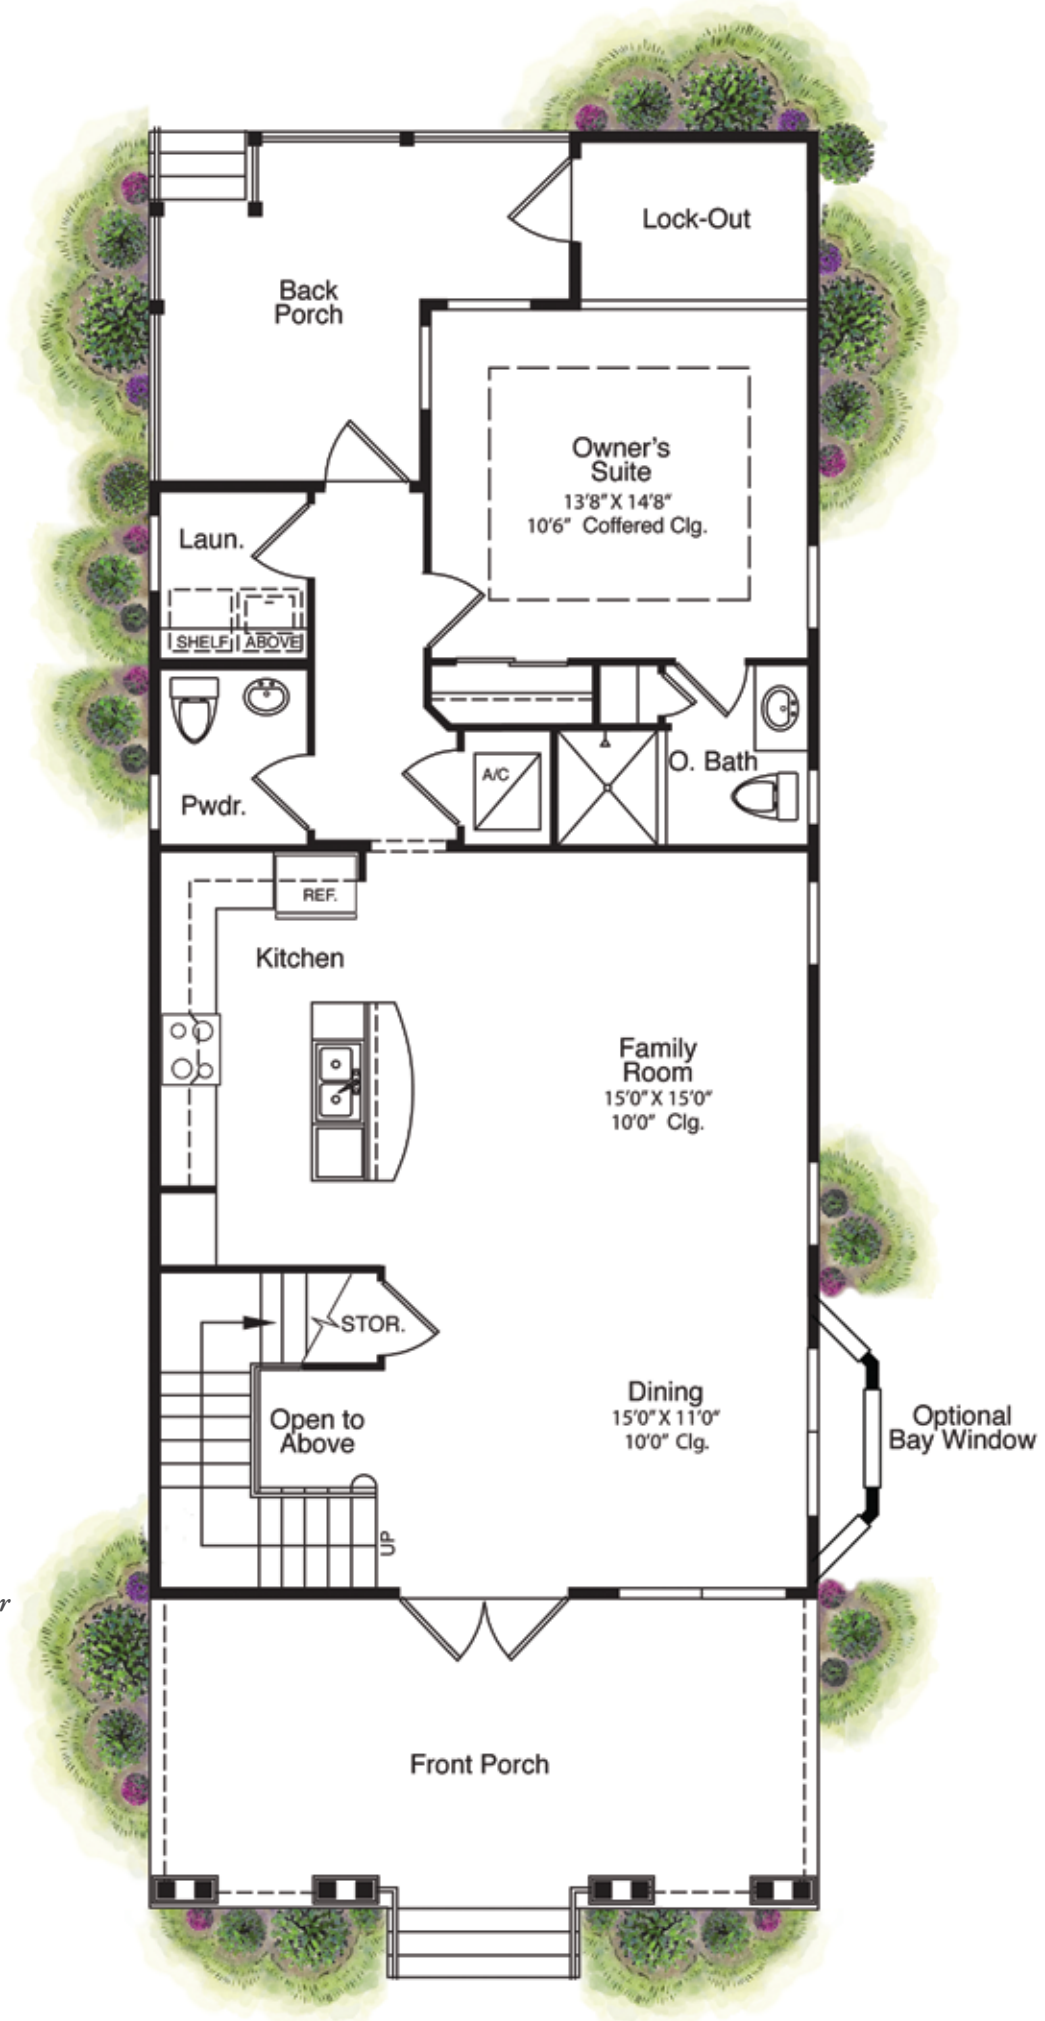 Lock-Out
Back
Porch
Owner's
Suite
13'8" X 14'8"
10'6" Coffered Clg.
Laun.
SHELF ABOVE
A/C
O. Bath
Pwdr.
REF.
Kitchen
Family
Room
15'0" X 15'0"
10'0" Clg.
STOR.
Dining
15'0" X 11'0"
10'0" Clg.
Open to
Above
Optional
Bay Window
UP
r
Front Porch